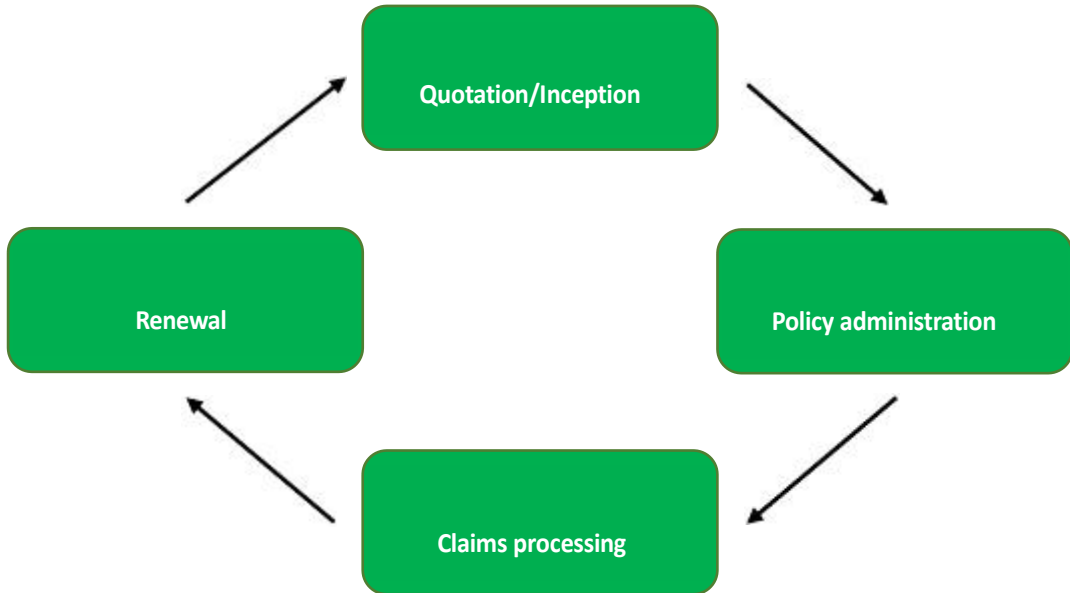 Quotation/Inception
Renewal
Policy administration
Claims processing